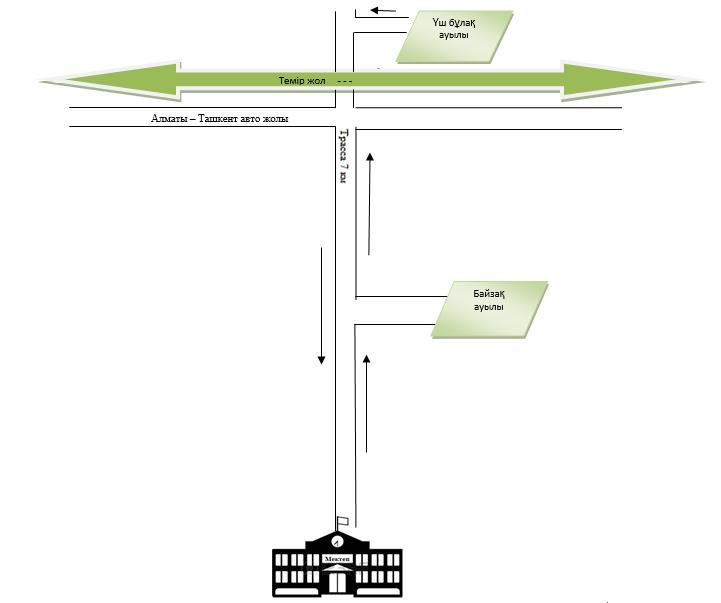 Үш бұлақ
ауылы
Темір жол - - -
Алматы – Ташкент авто жолы
Трасса 7 км
Байзақ
ауылы
Мектеп